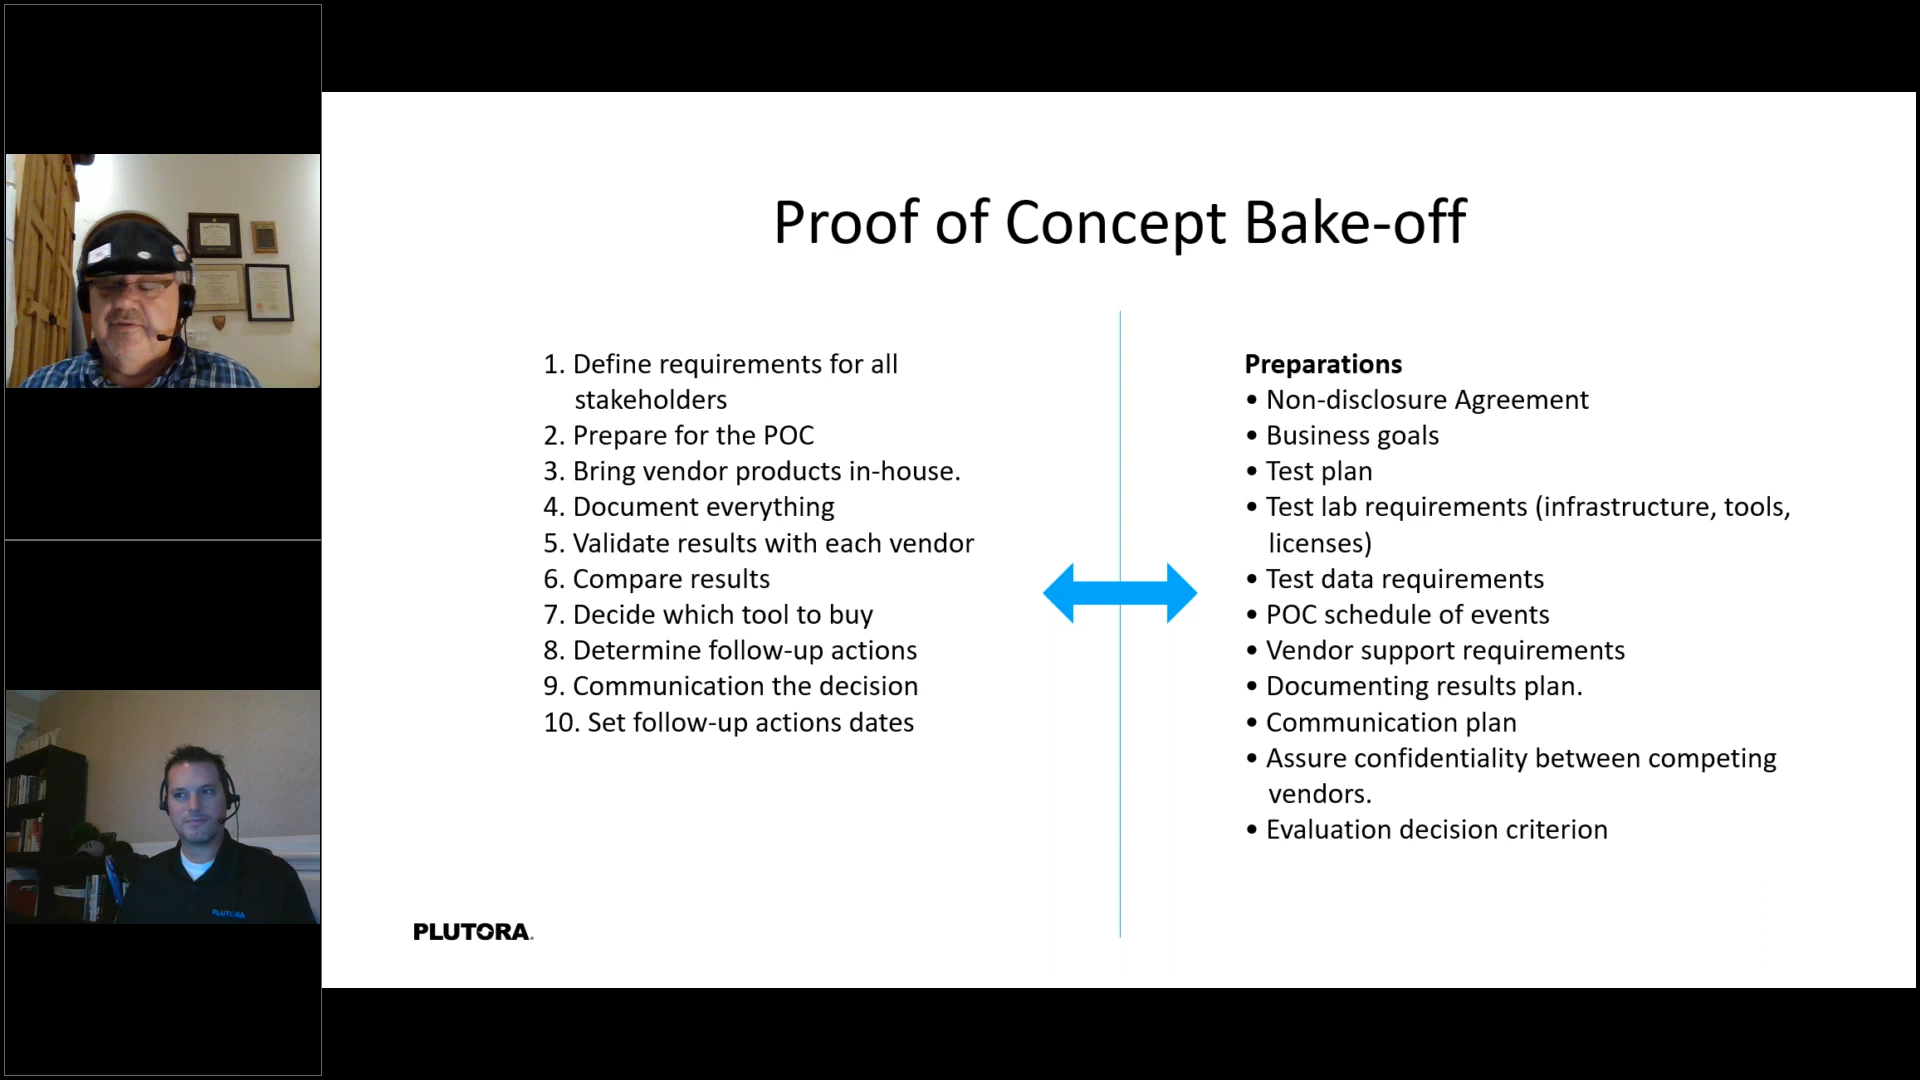 Proof of Concept Bake-off
1. Define requirements for all
stakeholders
2. Prepare for the POC
3. Bring vendor products in-house.
4. Document everything
5. Validate results with each vendor
6. Compare results
7. Decide which tool to buy
8. Determine follow-up actions
9. Communication the decision
10. Set follow-up actions dates
Preparations
• Non-disclosure Agreement
• Business goals
• Test plan
• Test lab requirements (infrastructure, tools,
licenses)
• Test data requirements
• POC schedule of events
• Vendor support requirements
• Documenting results plan.
• Communication plan
• Assure confidentiality between competing
vendors.
• Evaluation decision criterion
PLUTORA
PLUTORA